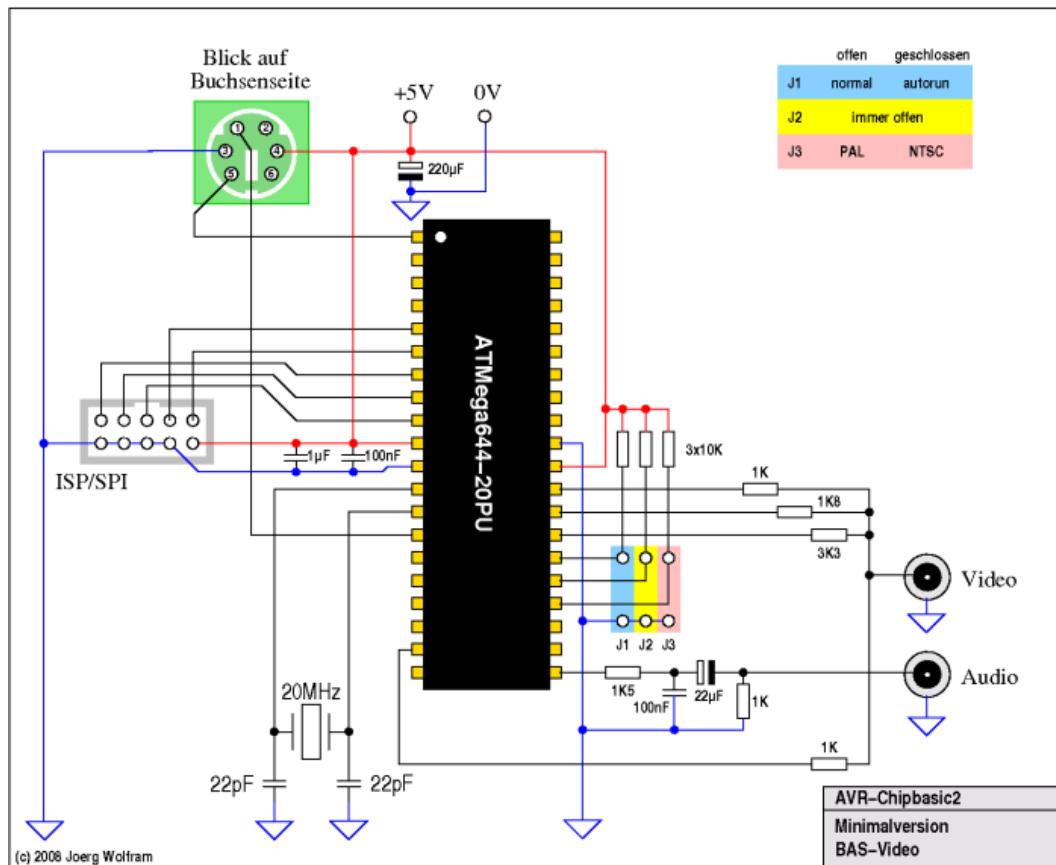 Blick auf
Buchsenseite
1
2
3
4
5
6
+5V
0V
220µF
offen geschlossen
J1 normal autorun
J2 immer offen
J3 PAL NTSC
ATMega644-20PU
ISP/SPI
1µF
100nF
3x10K
1K
1K8
3K3
Video
J1 J2 J3
1K5
100nF
22µF
1K
Audio
20MHz
22pF
22pF
1K
AVR-Chipbasic2
Minimalversion
BAS-Video
(c) 2008 Joerg Wolfram